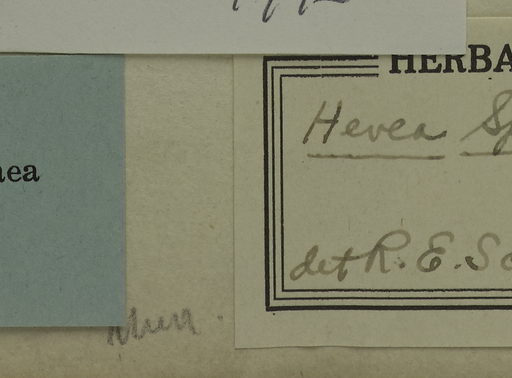 HERBA
Hevea Sp
nea
det R. E. Sc